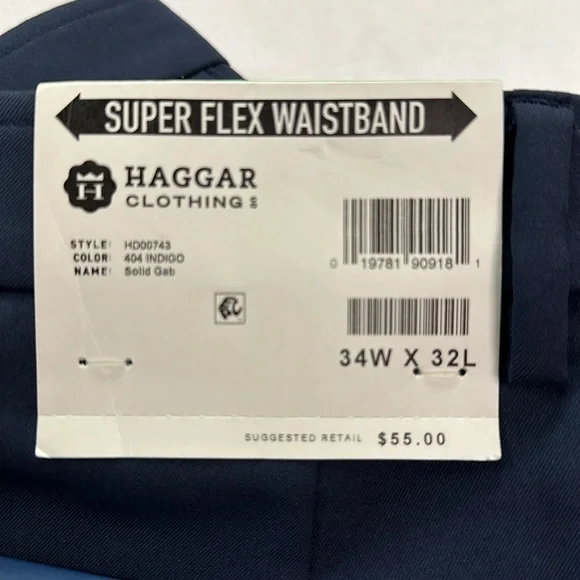 SUPER FLEX WAISTBAND
H
HAGGAR
CLOTHING CO
STYLE: HD00743
COLOR: 404 INDIGO
NAME: Solid Gab
0 19781 90918 1
34W X 32L
SUGGESTED RETAIL $55.00